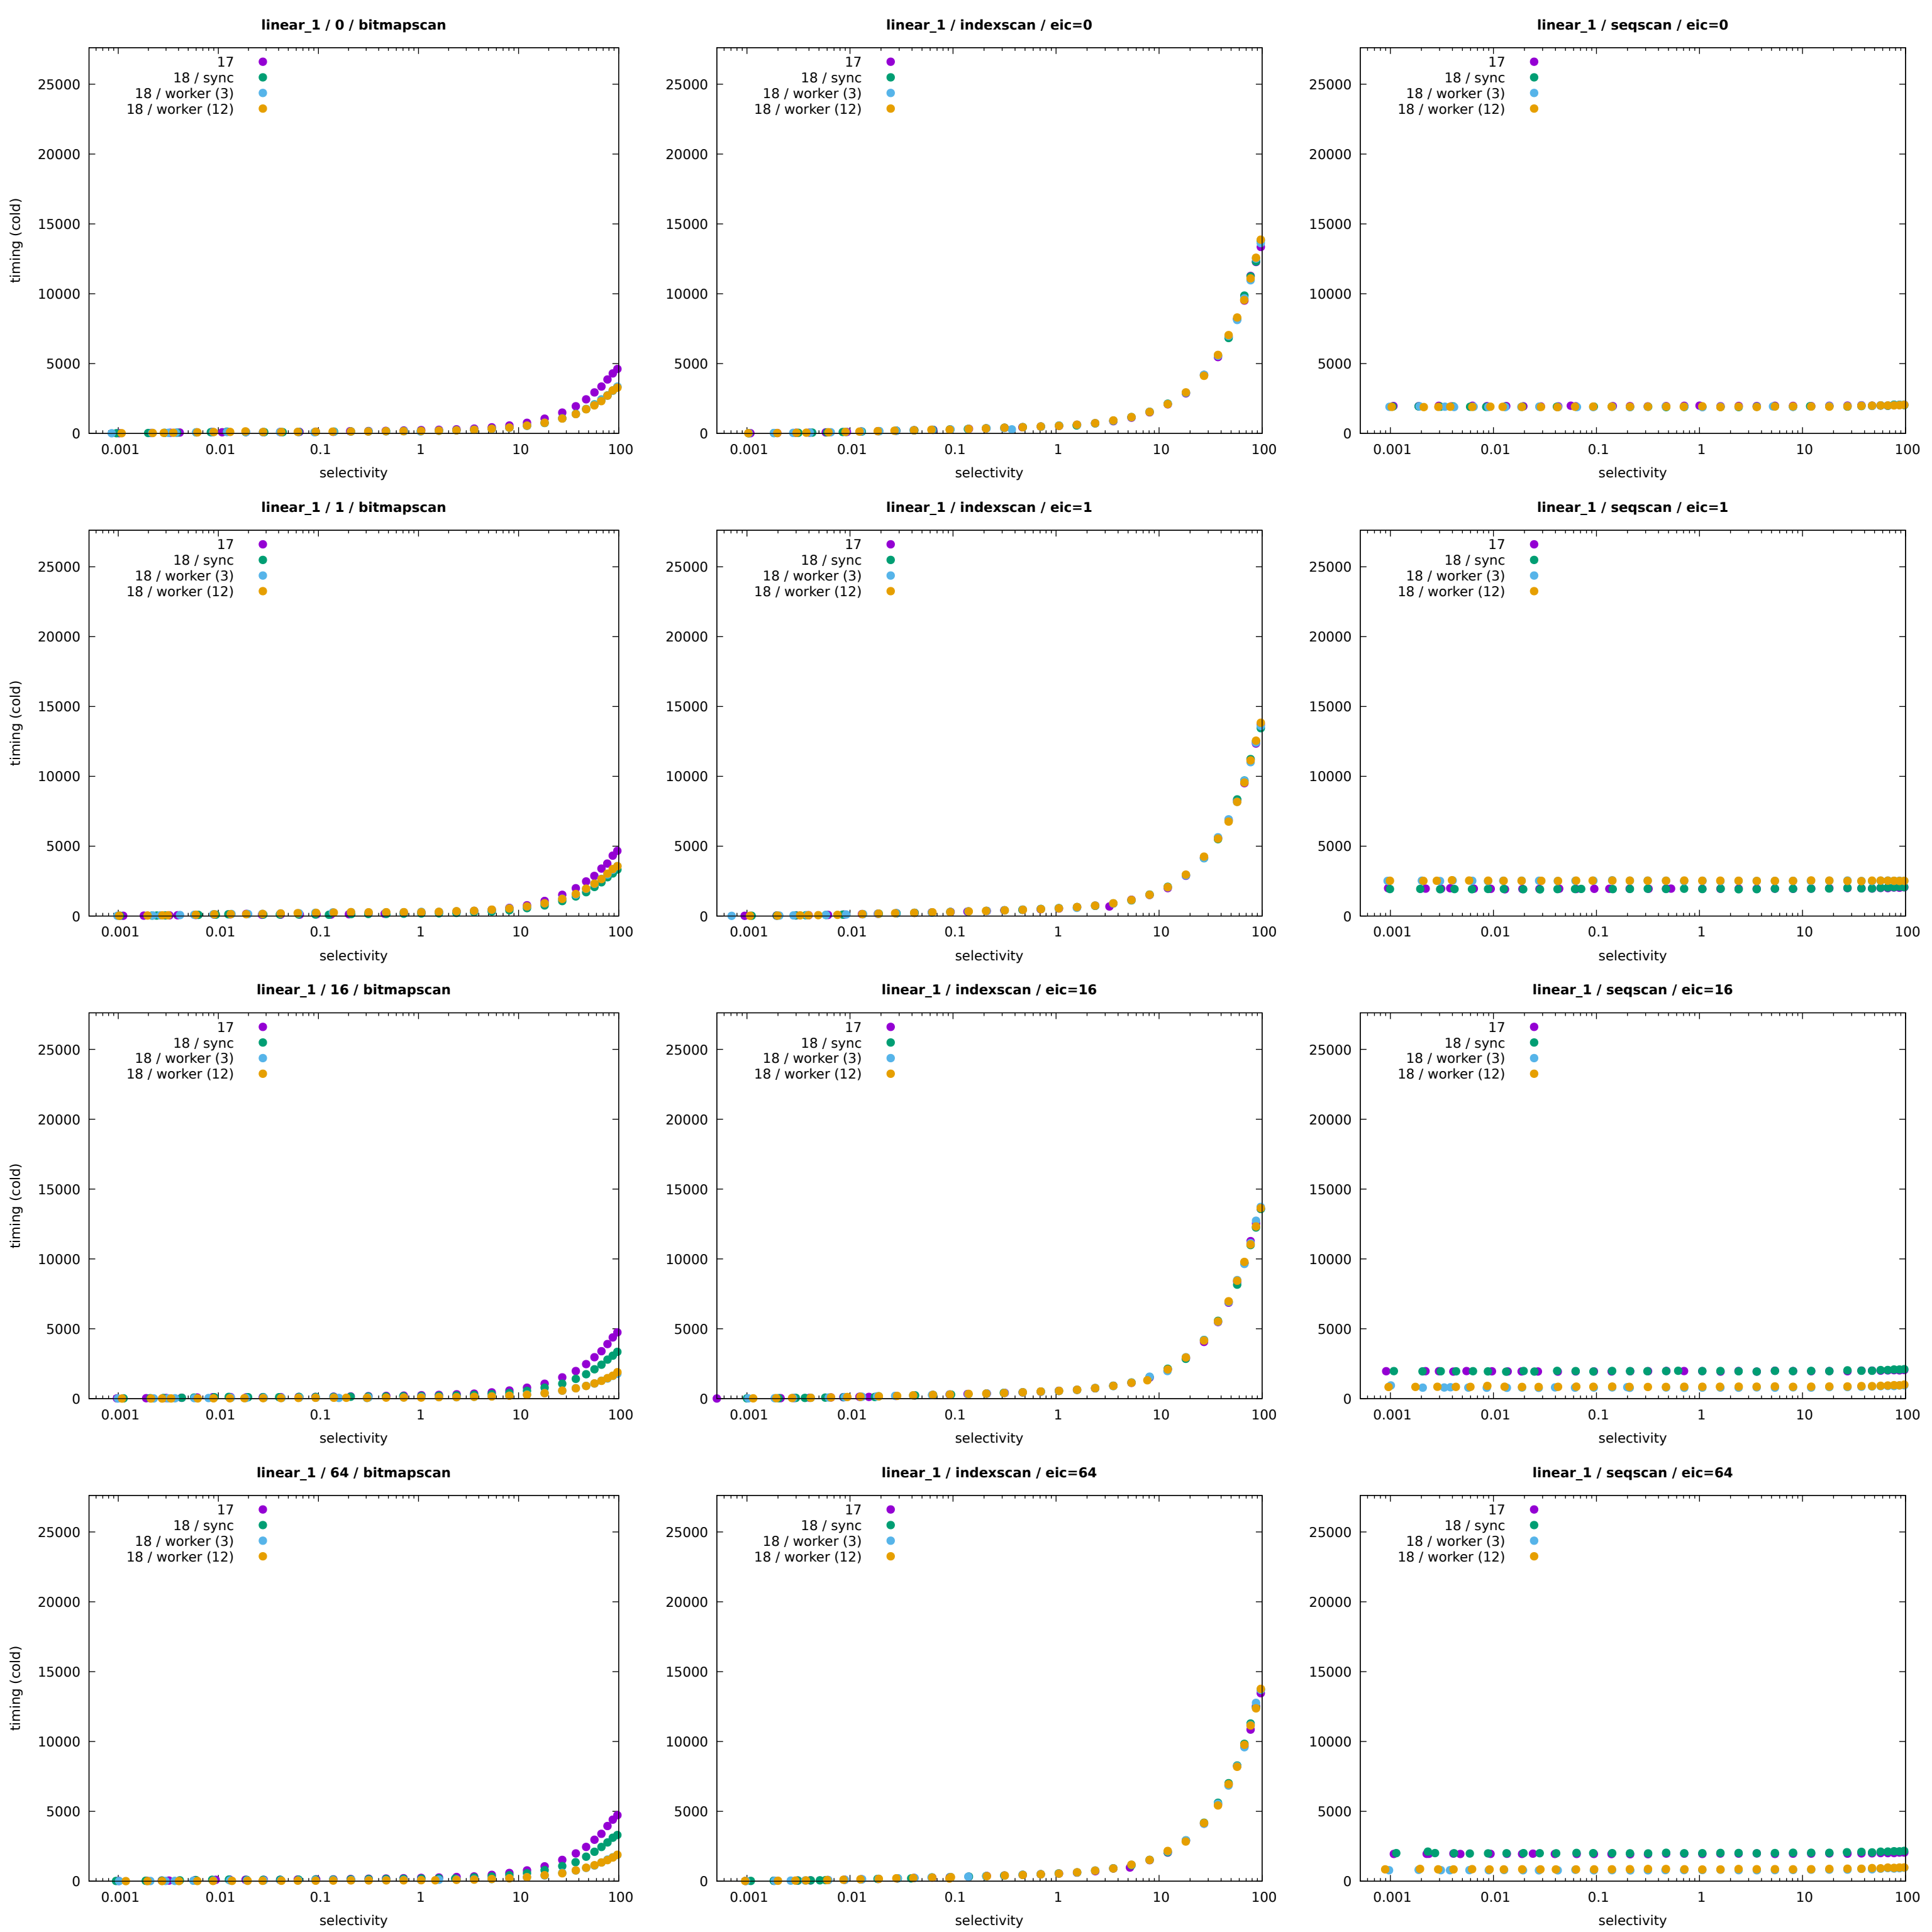 linear_1 / 0 / bitmapscan
17
18 / sync
18 / worker (3)
18 / worker (12)
timing (cold)
25000
20000
15000
10000
5000
0
0.001 0.01 0.1 1 10 100
selectivity
linear_1 / indexscan / eic=0
17
18 / sync
18 / worker (3)
18 / worker (12)
25000
20000
15000
10000
5000
0
0.001 0.01 0.1 1 10 100
selectivity
linear_1 / seqscan / eic=0
17
18 / sync
18 / worker (3)
18 / worker (12)
25000
20000
15000
10000
5000
0
0.001 0.01 0.1 1 10 100
selectivity
linear_1 / 1 / bitmapscan
17
18 / sync
18 / worker (3)
18 / worker (12)
timing (cold)
25000
20000
15000
10000
5000
0
0.001 0.01 0.1 1 10 100
selectivity
linear_1 / indexscan / eic=1
17
18 / sync
18 / worker (3)
18 / worker (12)
25000
20000
15000
10000
5000
0
0.001 0.01 0.1 1 10 100
selectivity
linear_1 / seqscan / eic=1
17
18 / sync
18 / worker (3)
18 / worker (12)
25000
20000
15000
10000
5000
0
0.001 0.01 0.1 1 10 100
selectivity
linear_1 / 16 / bitmapscan
17
18 / sync
18 / worker (3)
18 / worker (12)
timing (cold)
25000
20000
15000
10000
5000
0
0.001 0.01 0.1 1 10 100
selectivity
linear_1 / indexscan / eic=16
17
18 / sync
18 / worker (3)
18 / worker (12)
25000
20000
15000
10000
5000
0
0.001 0.01 0.1 1 10 100
selectivity
linear_1 / seqscan / eic=16
17
18 / sync
18 / worker (3)
18 / worker (12)
25000
20000
15000
10000
5000
0
0.001 0.01 0.1 1 10 100
selectivity
linear_1 / 64 / bitmapscan
17
18 / sync
18 / worker (3)
18 / worker (12)
timing (cold)
25000
20000
15000
10000
5000
0
0.001 0.01 0.1 1 10 100
selectivity
linear_1 / indexscan / eic=64
17
18 / sync
18 / worker (3)
18 / worker (12)
25000
20000
15000
10000
5000
0
0.001 0.01 0.1 1 10 100
selectivity
linear_1 / seqscan / eic=64
17
18 / sync
18 / worker (3)
18 / worker (12)
25000
20000
15000
10000
5000
0
0.001 0.01 0.1 1 10 100
selectivity